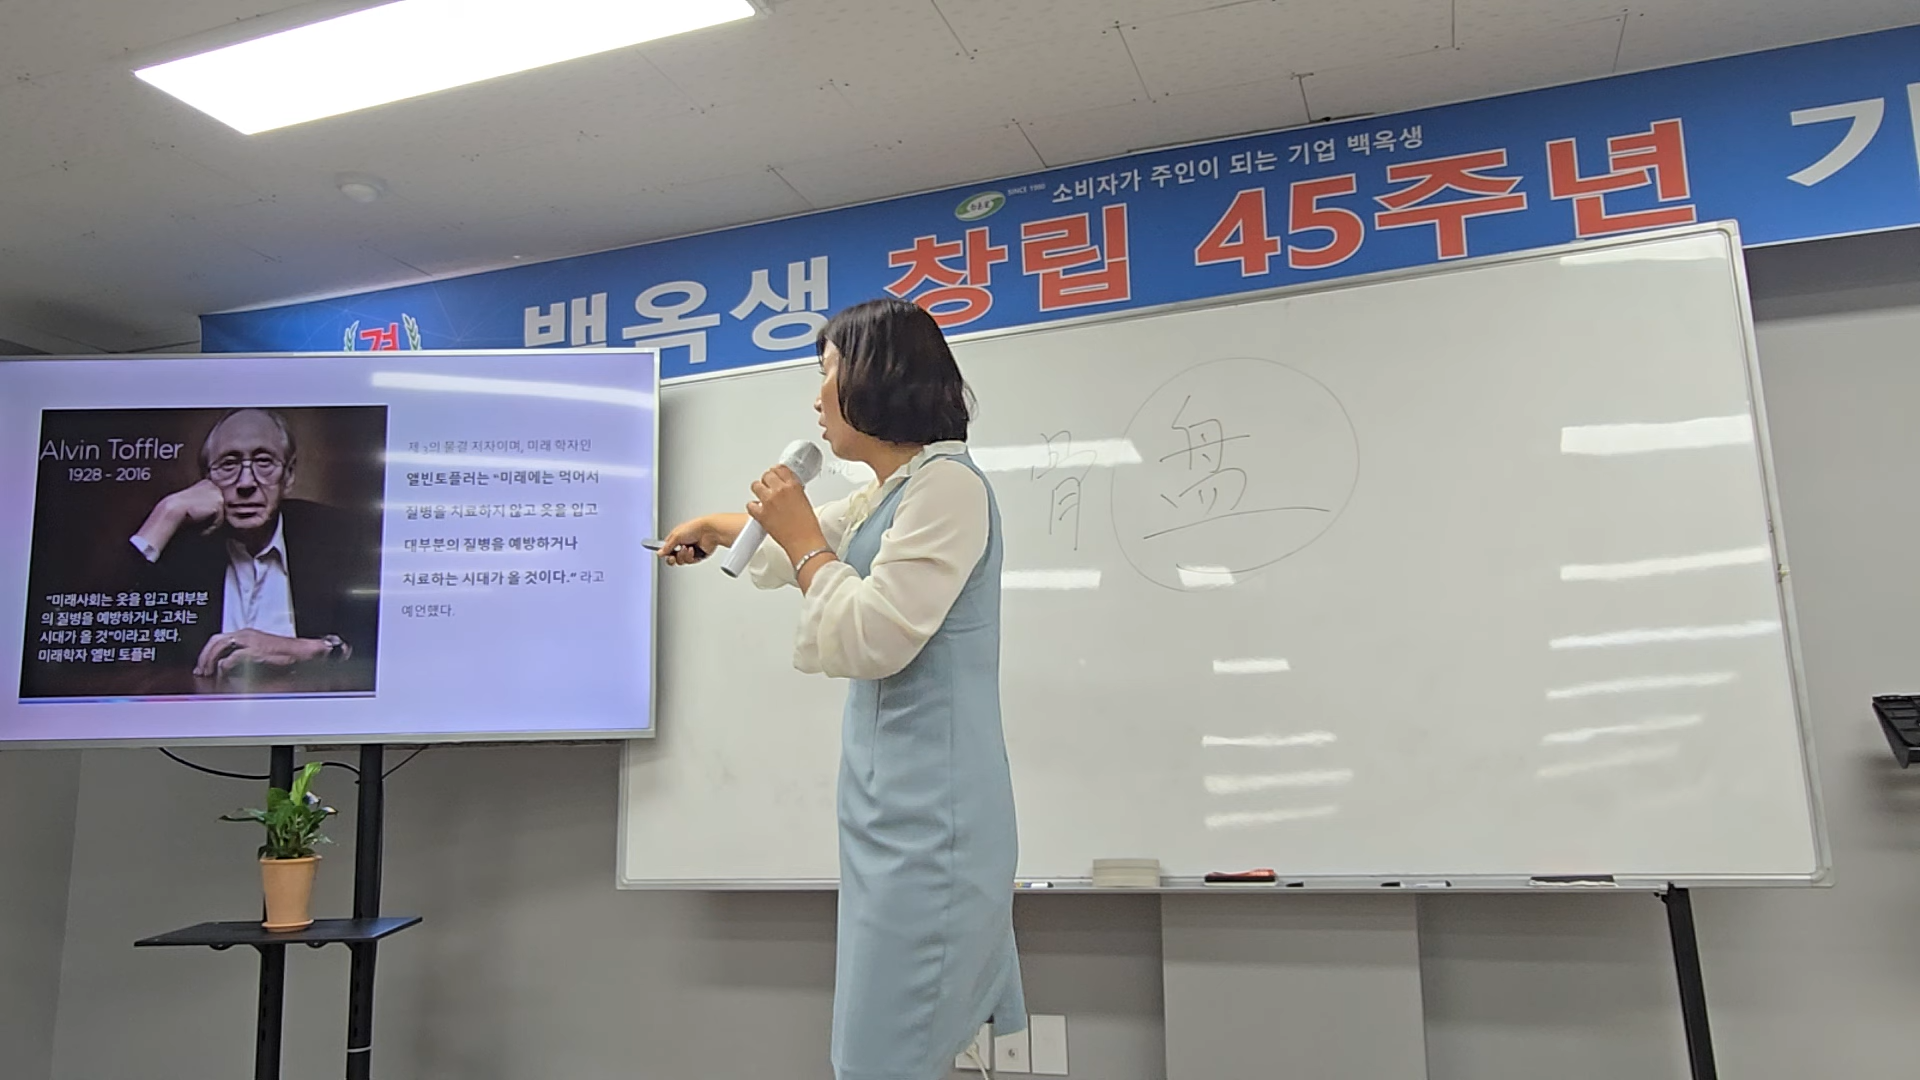 SINCE 1980 소비자가 주인이 되는 기업 백옥생
경
백옥생 창립 45주년 기
Alvin Toffler
1928 - 2016
"미래사회는 옷을 입고 대부분
의 질병을 예방하거나 고치는
시대가 올 것"이라고 했다.
미래학자 엘빈 토플러
제 3의 물결 저자이며, 미래 학자인
앨빈토플러는 "미래에는 먹어서
질병을 치료하지 않고 옷을 입고
대부분의 질병을 예방하거나
치료하는 시대가 올 것이다." 라고
예언했다.
骨 盤